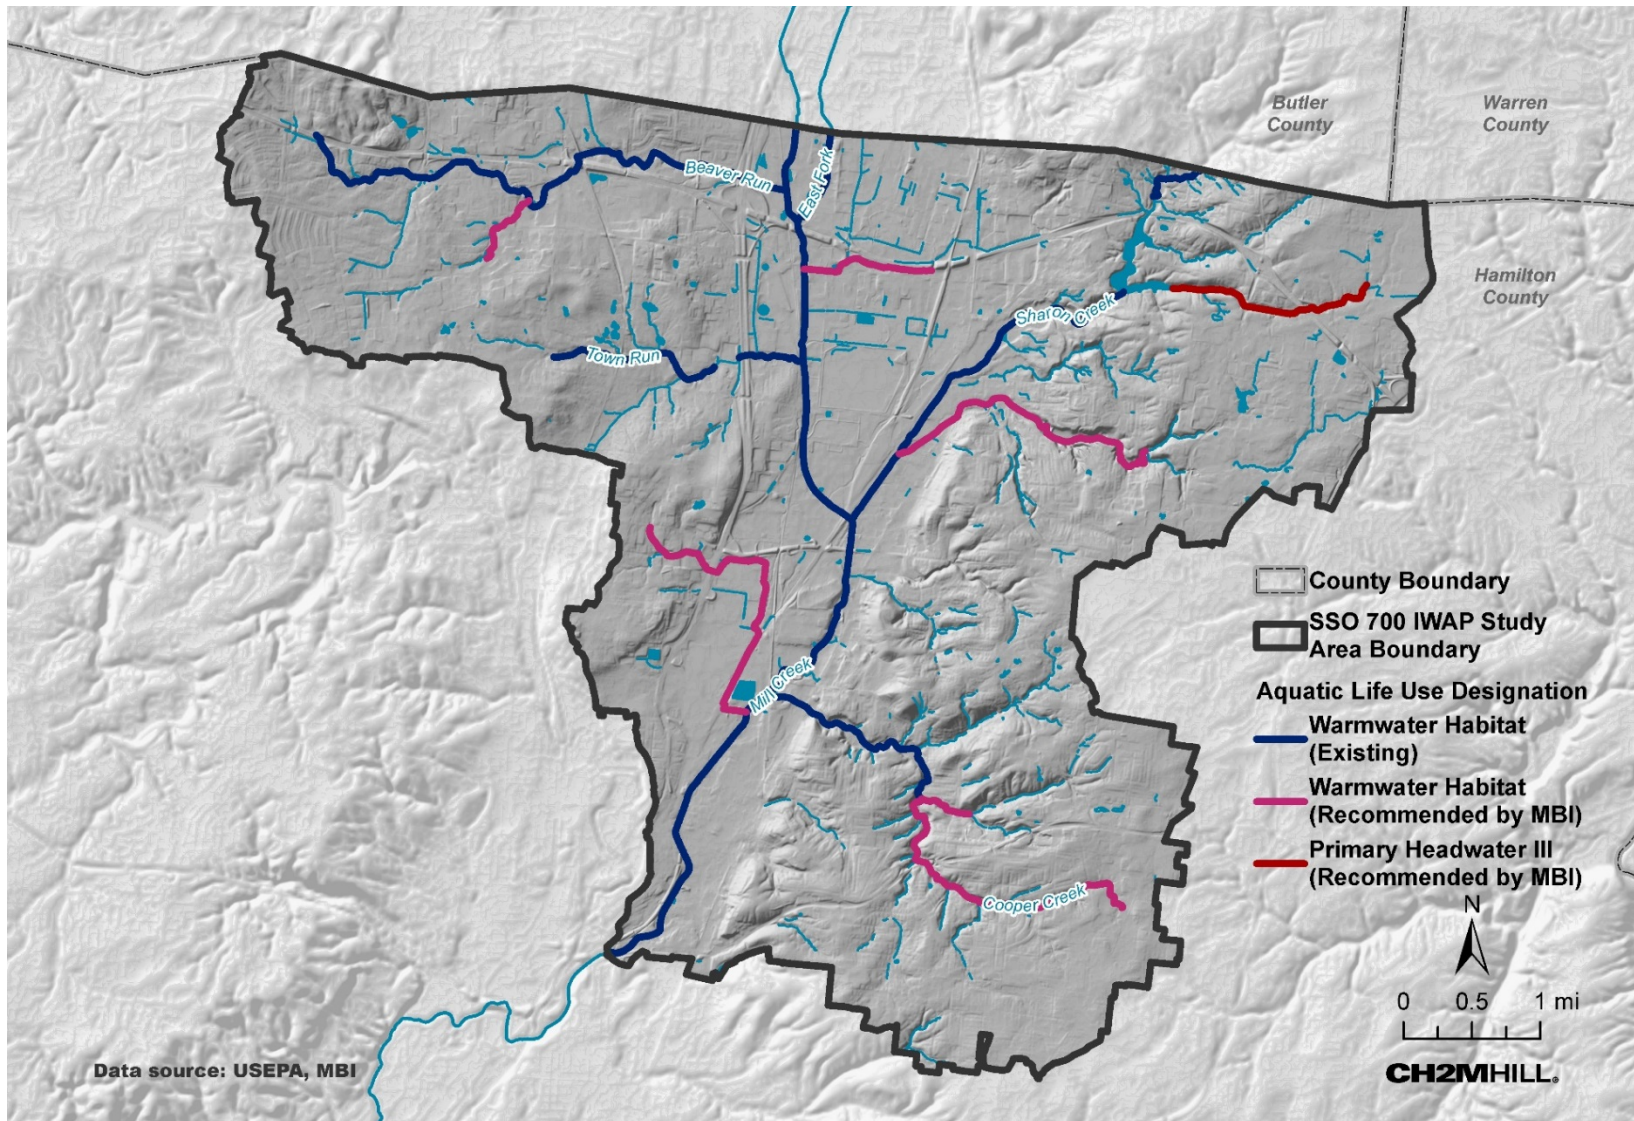 Butler
County
Warren
County
Beaver Run
East Fork
Hamilton
County
Sharon Creek
Town Run
County Boundary
SSO 700 IWAP Study
Area Boundary
Aquatic Life Use Designation
Warmwater Habitat
(Existing)
Warmwater Habitat
(Recommended by MBI)
Primary Headwater III
(Recommended by MBI)
Mill Creek
Cooper Creek
N
0 0.5 1 mi
CH2MHILL®
Data source: USEPA, MBI